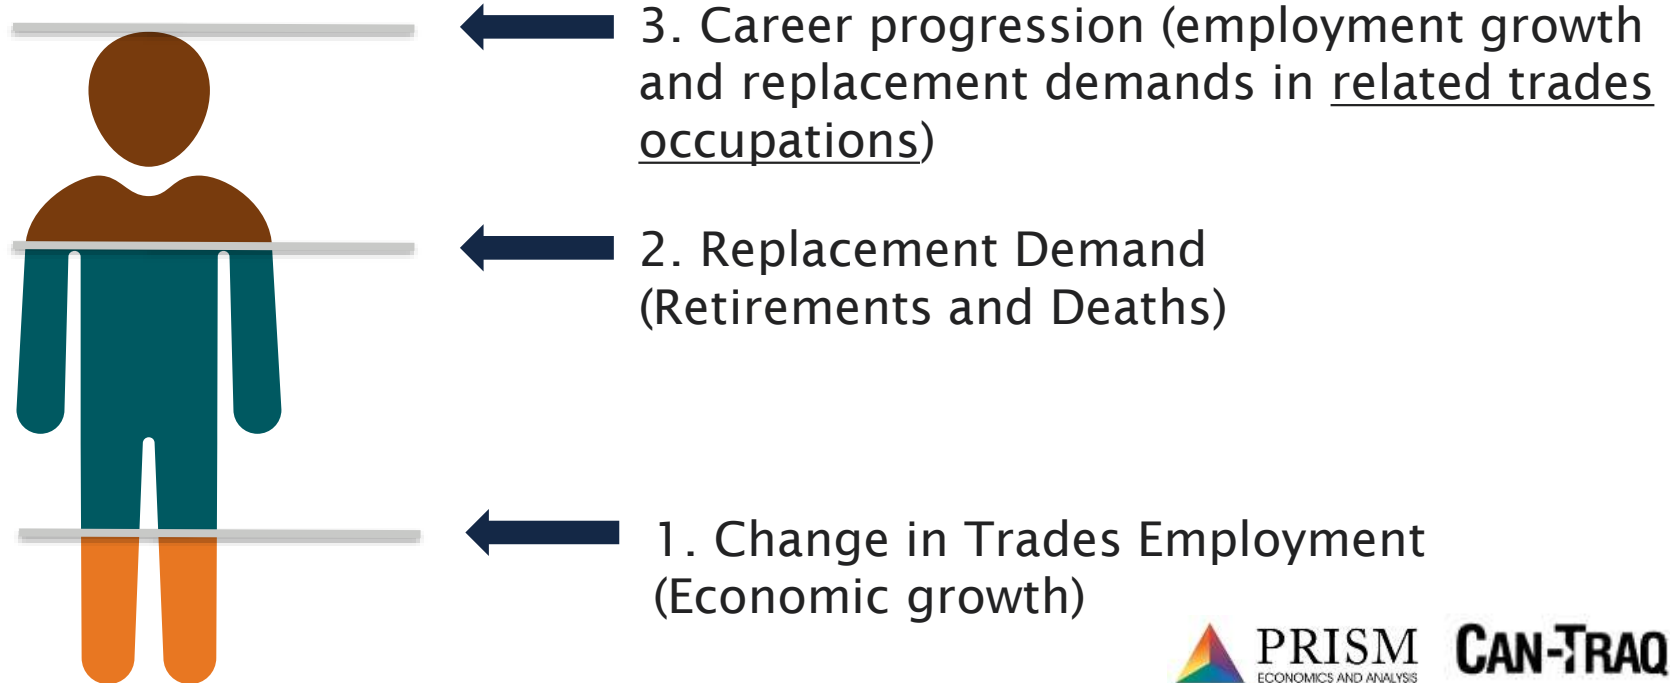 3. Career progression (employment growth
and replacement demands in related trades
occupations)
2. Replacement Demand
(Retirements and Deaths)
1. Change in Trades Employment
(Economic growth)
PRISM
ECONOMICS AND ANALYSIS
CAN-TRAQ